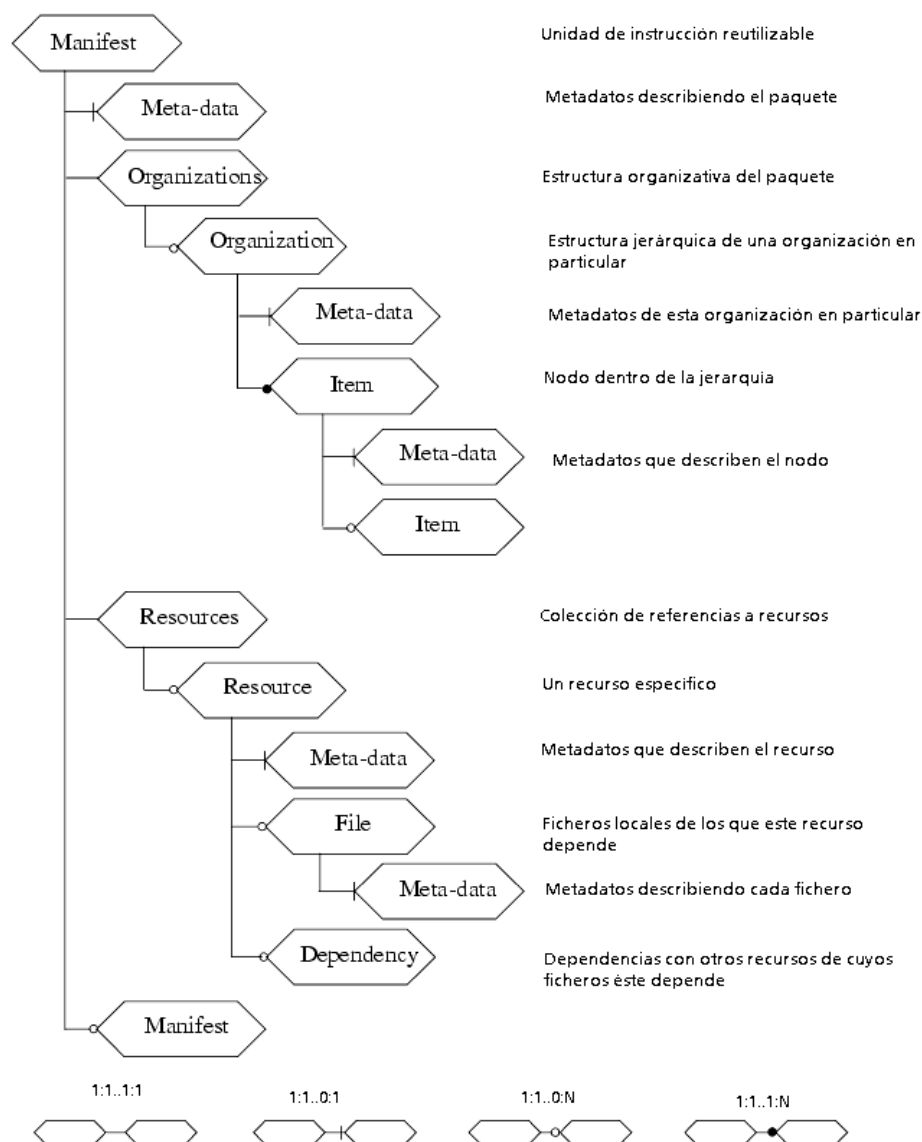 Manifest
Unidad de instrucción reutilizable
Meta-data
Metadatos describiendo el paquete
Organizations
Estructura organizativa del paquete
Organization
Estructura jerárquica de una organización en
particular
Meta-data
Metadatos de esta organización en particular
Item
Nodo dentro de la jerarquía
Meta-data
Metadatos que describen el nodo
Item
Resources
Colección de referencias a recursos
Resource
Un recurso específico
Meta-data
Metadatos que describen el recurso
File
Ficheros locales de los que este recurso
depende
Meta-data
Metadatos describiendo cada fichero
Dependency
Dependencias con otros recursos de cuyos
ficheros éste depende
Manifest
1:1..1:1
1:1..0:1
1:1..0:N
1:1..1:N